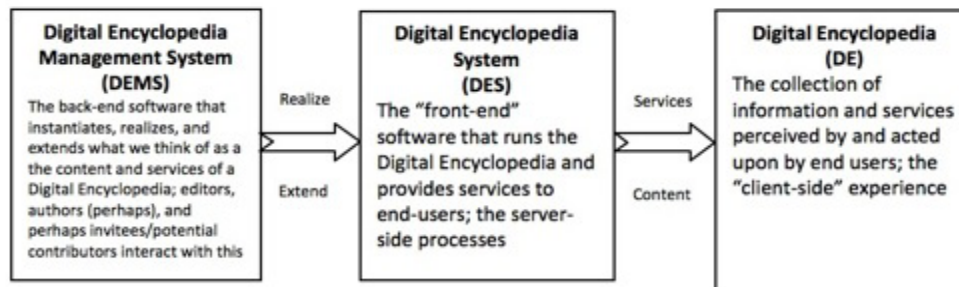 Digital Encyclopedia
Management System
(DEMS)
The back-end software that
instantiates, realizes, and
extends what we think of as a
the content and services of a
Digital Encyclopedia; editors,
authors (perhaps), and
perhaps invitees/potential
contributors interact with this
Realize
Extend
Digital Encyclopedia
System
(DES)
The “front-end”
software that runs the
Digital Encyclopedia and
provides services to
end-users; the server-
side processes
Services
Content
Digital Encyclopedia
(DE)
The collection of
information and services
perceived by and acted
upon by end users; the
“client-side” experience